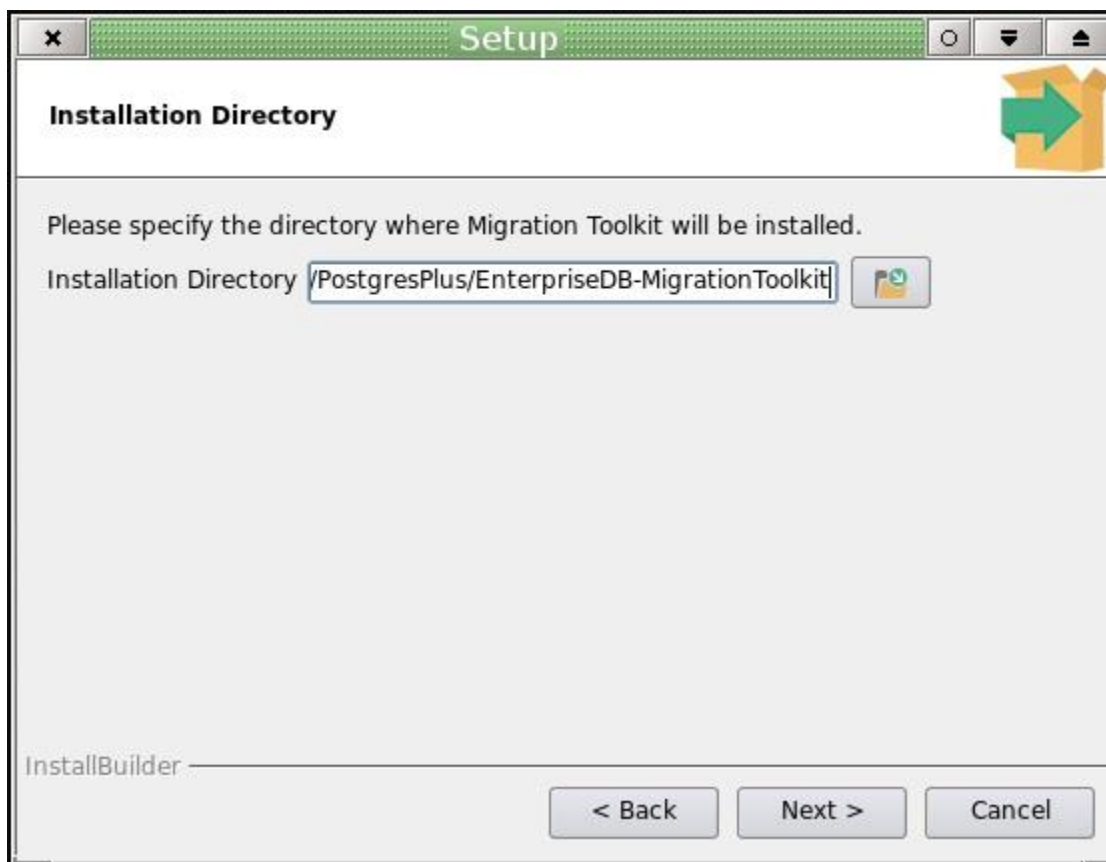 Setup
Installation Directory
Please specify the directory where Migration Toolkit will be installed.
Installation Directory /PostgresPlus/EnterpriseDB-MigrationToolkit
InstallBuilder
< Back Next > Cancel